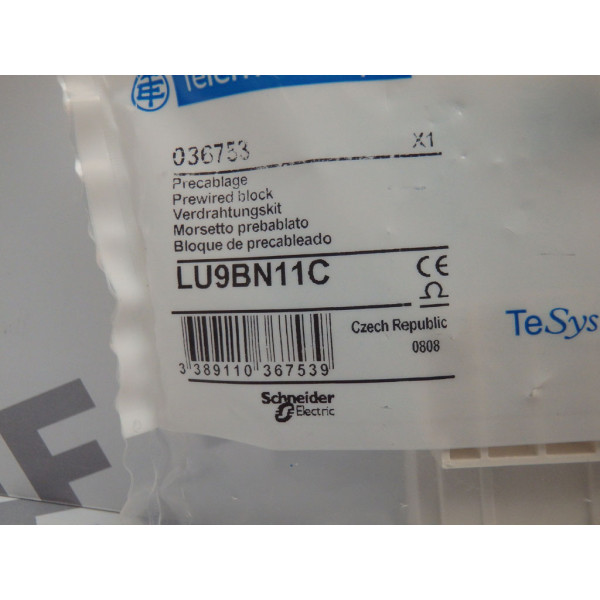 036753 X1
Precablage
Prewired block
Verdrahtungskit
Morsetto prebablato
Bloque de precableado
LU9BN11C CE
Ω
Czech Republic
0808
3 389110 367539
Schneider
Electric
TeSys